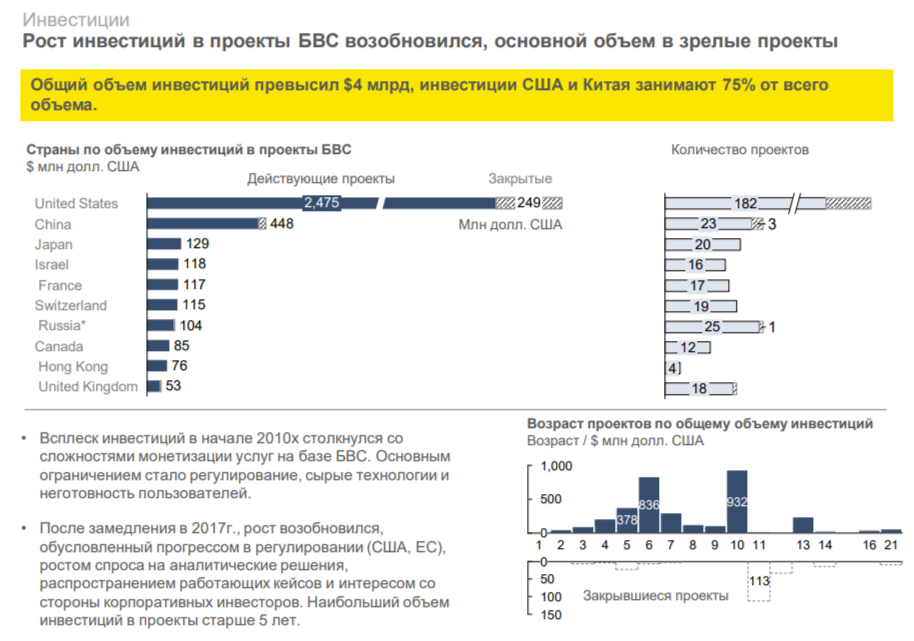 Инвестиции
Рост инвестиций в проекты БВС возобновился, основной объем в зрелые проекты
Общий объем инвестиций превысил $4 млрд, инвестиции США и Китая занимают 75% от всего
объема.
Страны по объему инвестиций в проекты БВС
$ млн долл. США
Количество проектов
Действующие проекты
Закрытые
United States 2,475 249 182
China 448 Млн долл. США 23 3
Japan 129 20
Israel 118 16
France 117 17
Switzerland 115 19
Russia* 104 25 1
Canada 85 12
Hong Kong 76 4
United Kingdom 53 18
• Всплеск инвестиций в начале 2010х столкнулся со
сложностями монетизации услуг на базе БВС. Основным
ограничением стало регулирование, сырые технологии и
неготовность пользователей.
• После замедления в 2017г., рост возобновился,
обусловленный прогрессом в регулировании (США, ЕС),
ростом спроса на аналитические решения,
распространением работающих кейсов и интересом со
стороны корпоративных инвесторов. Наибольший объем
инвестиций в проекты старше 5 лет.
Возраст проектов по общему объему инвестиций
Возраст / $ млн долл. США
1,000
500
0
378 836 932
1 2 3 4 5 6 7 8 9 10 11 13 14 16 21
0
50
100
150
113
Закрывшиеся проекты